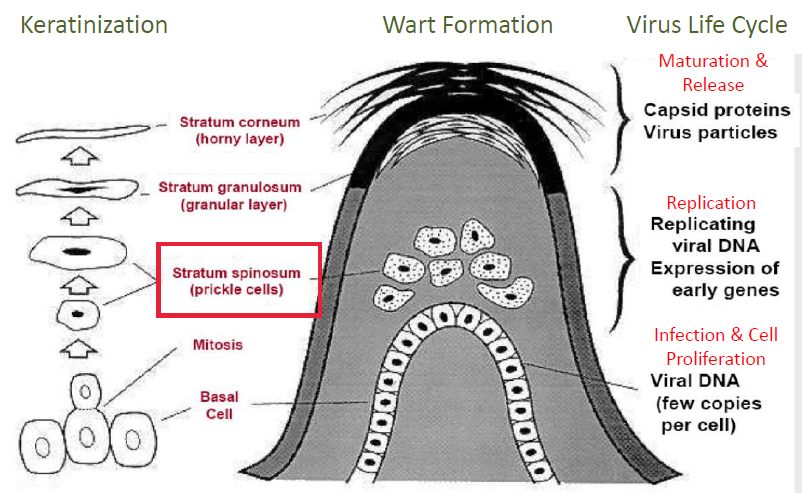 Keratinization
Wart Formation
Virus Life Cycle
Stratum corneum
(horny layer)
Stratum granulosum
(granular layer)
Stratum spinosum
(prickle cells)
Mitosis
Basal
Cell
Maturation &
Release
Capsid proteins
Virus particles
Replication
Replicating
viral DNA
Expression of
early genes
Infection & Cell
Proliferation
Viral DNA
(few copies
per cell)